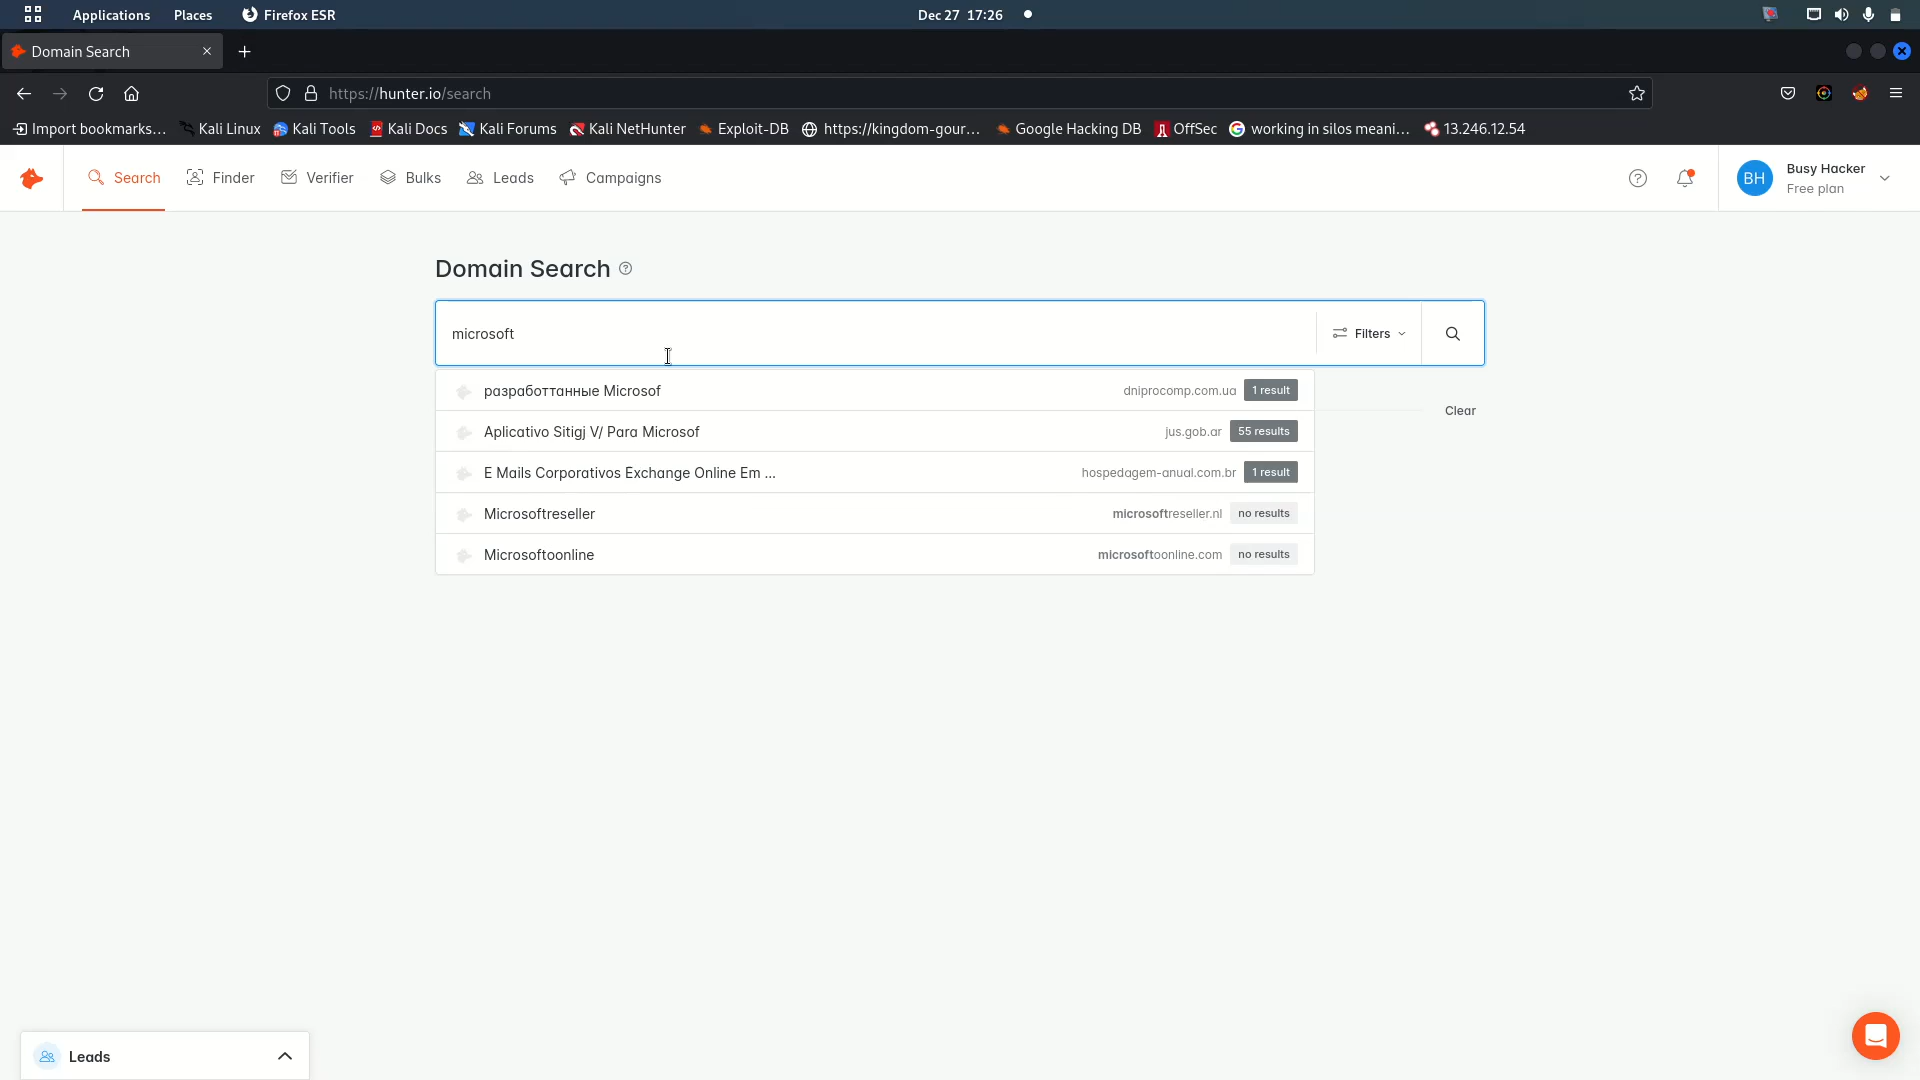 Applications Places Firefox ESR Dec 27 17:26
Domain Search
https://hunter.io/search
Import bookmarks... Kali Linux Kali Tools Kali Docs Kali Forums Kali NetHunter Exploit-DB https://kingdom-gour... Google Hacking DB OffSec working in silos meani... 13.246.12.54
Search Finder Verifier Bulks Leads Campaigns BH Busy Hacker
Free plan
Domain Search
microsoft Filters
разработтанные Microsof dniprocomp.com.ua 1 result
Clear
Aplicativo Sitigj V/ Para Microsof jus.gob.ar 55 results
E Mails Corporativos Exchange Online Em ... hospedagem-anual.com.br 1 result
Microsoftreseller microsoftreseller.nl no results
Microsoftoonline microsoftoonline.com no results
Leads